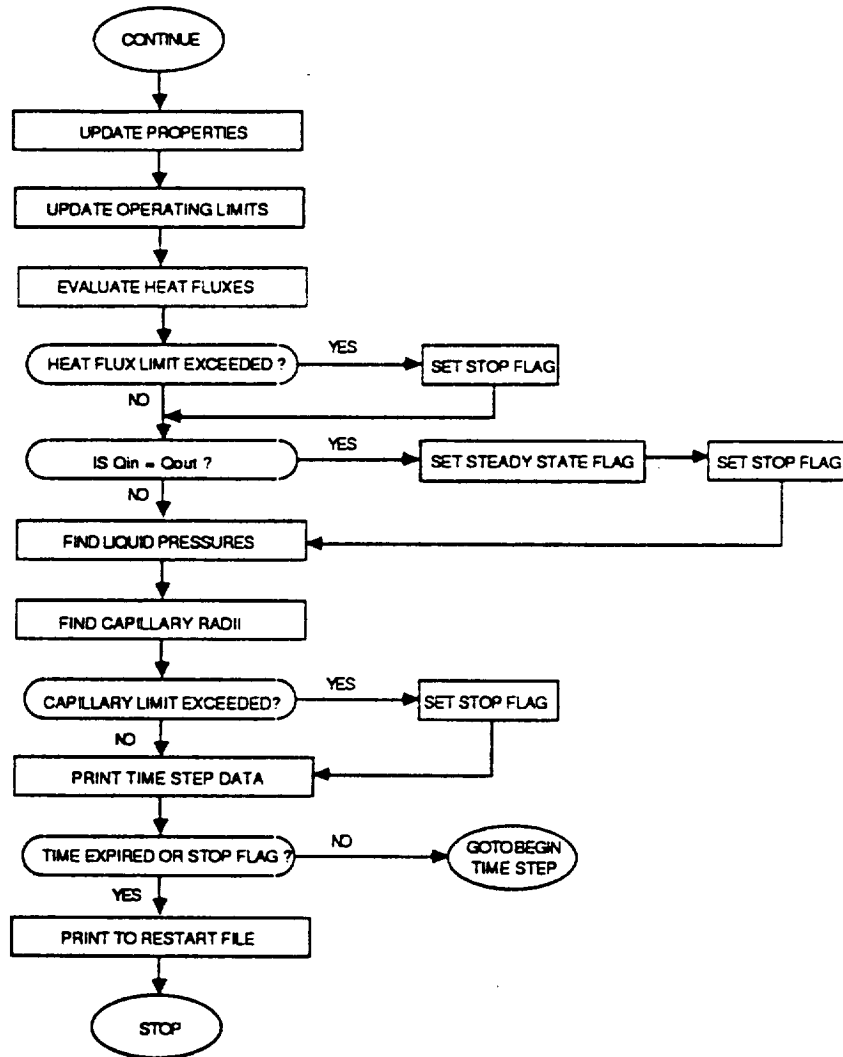 CONTINUE
UPDATE PROPERTIES
UPDATE OPERATING LIMITS
EVALUATE HEAT FLUXES
HEAT FLUX LIMIT EXCEEDED ?
YES
SET STOP FLAG
NO
IS Qin = Qout ?
YES
SET STEADY STATE FLAG
SET STOP FLAG
NO
FIND LIQUID PRESSURES
FIND CAPILLARY RADII
CAPILLARY LIMIT EXCEEDED?
YES
SET STOP FLAG
NO
PRINT TIME STEP DATA
TIME EXPIRED OR STOP FLAG ?
NO
GOTO BEGIN
TIME STEP
YES
PRINT TO RESTART FILE
STOP